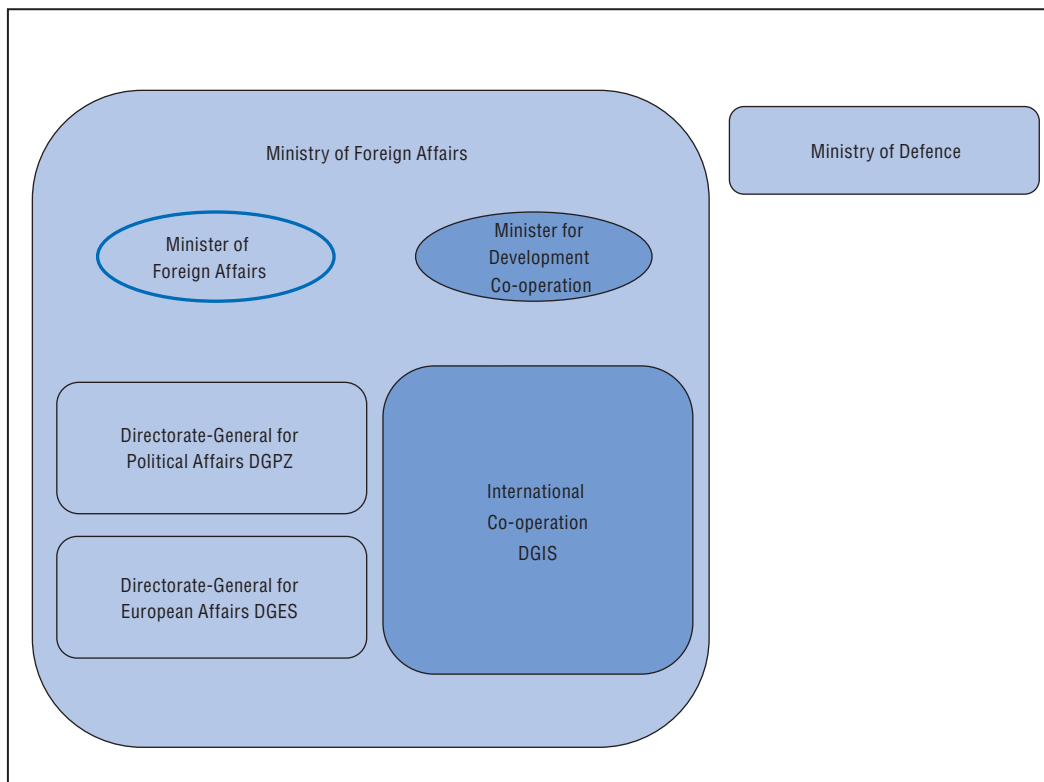 Ministry of Foreign Affairs
Ministry of Defence
Minister of
Foreign Affairs
Minister for
Development
Co-operation
Directorate-General for
Political Affairs DGPZ
International
Co-operation
DGIS
Directorate-General for
European Affairs DGES